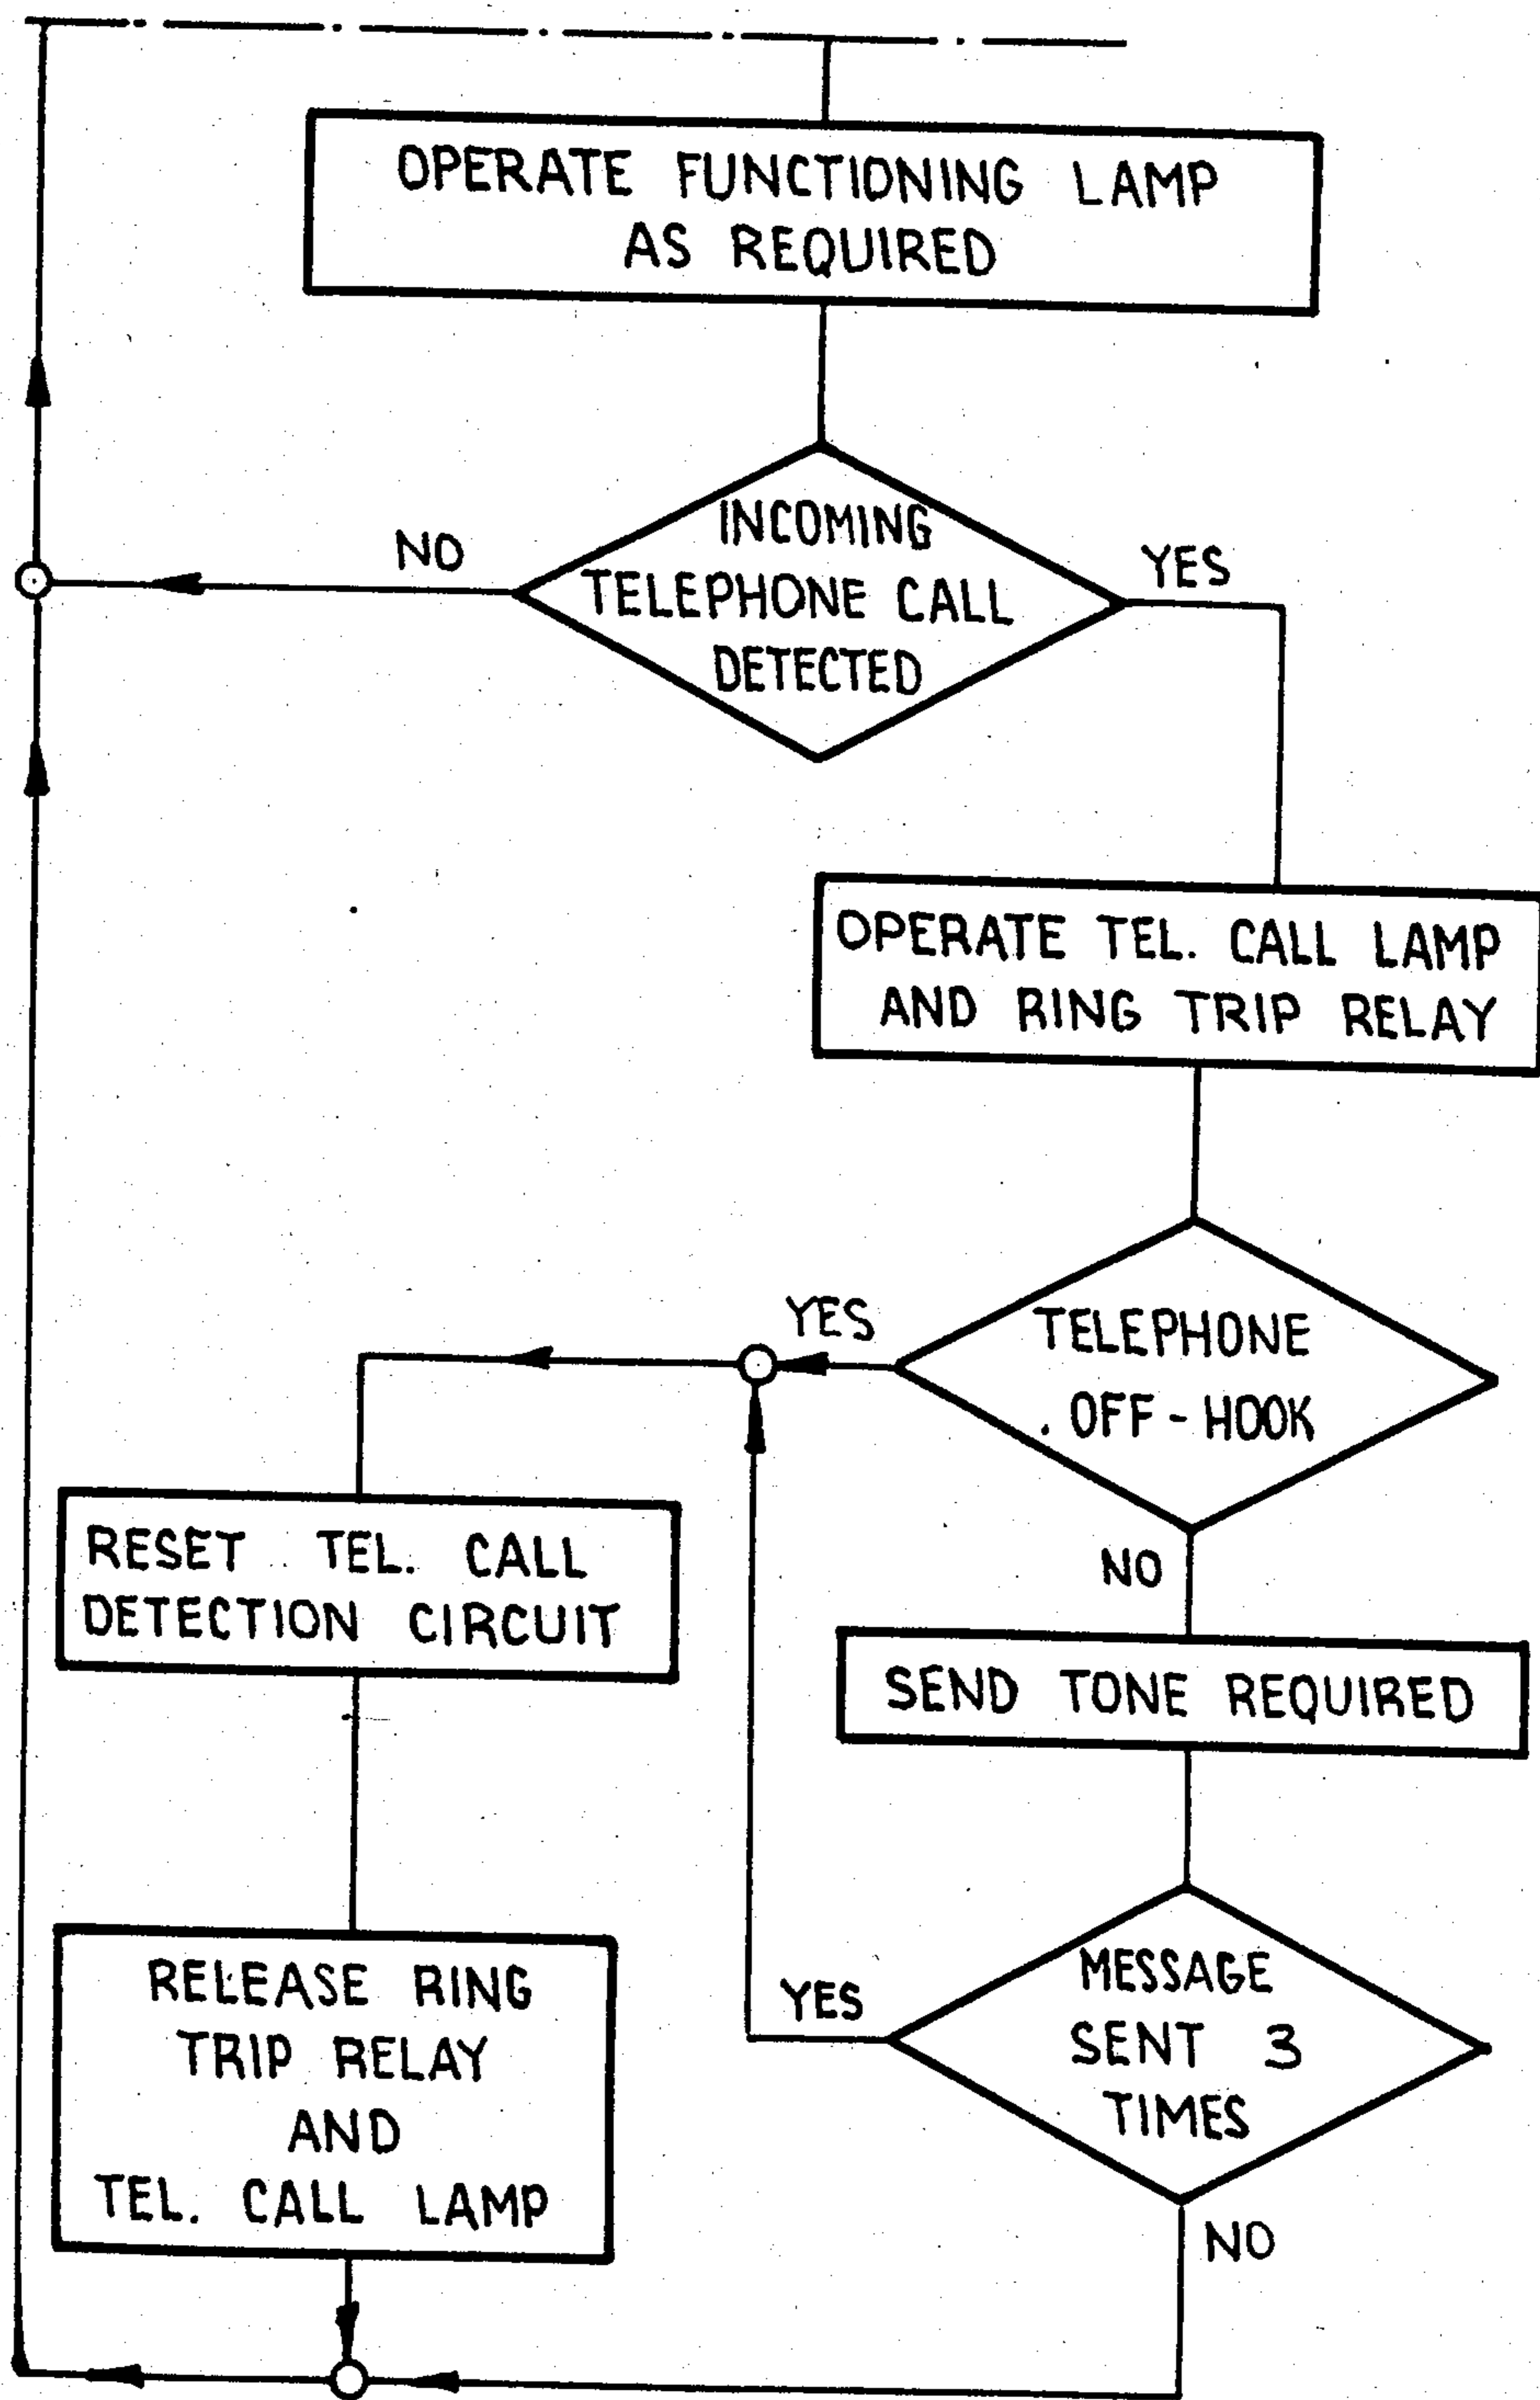 OPERATE FUNCTIONING LAMP
AS REQUIRED
INCOMING
TELEPHONE CALL
DETECTED
NO
YES
OPERATE TEL. CALL LAMP
AND RING TRIP RELAY
TELEPHONE
OFF-HOOK
YES
NO
RESET TEL. CALL
DETECTION CIRCUIT
SEND TONE REQUIRED
MESSAGE
SENT 3
TIMES
YES
NO
RELEASE RING
TRIP RELAY
AND
TEL. CALL LAMP